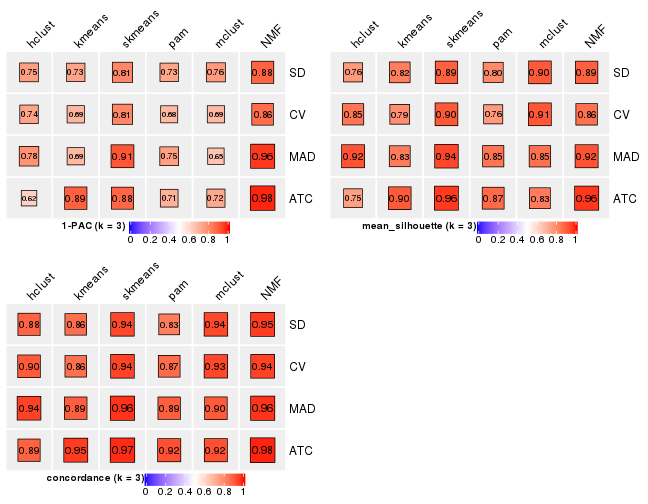 hclust kmeans skmeans pam mclust NMF
0.75 0.73 0.81 0.73 0.76 0.88 SD
0.74 0.69 0.81 0.68 0.69 0.86 CV
0.78 0.69 0.91 0.75 0.65 0.96 MAD
0.62 0.89 0.88 0.71 0.72 0.98 ATC
1-PAC (k = 3)
0 0.2 0.4 0.6 0.8 1
hclust kmeans skmeans pam mclust NMF
0.76 0.82 0.89 0.80 0.90 0.89 SD
0.85 0.79 0.90 0.76 0.91 0.86 CV
0.92 0.83 0.94 0.85 0.85 0.92 MAD
0.75 0.90 0.96 0.87 0.83 0.96 ATC
mean_silhouette (k = 3)
0 0.2 0.4 0.6 0.8 1
hclust kmeans skmeans pam mclust NMF
0.88 0.86 0.94 0.83 0.94 0.95 SD
0.90 0.86 0.94 0.87 0.93 0.94 CV
0.94 0.89 0.96 0.89 0.90 0.96 MAD
0.89 0.95 0.97 0.92 0.92 0.98 ATC
concordance (k = 3)
0 0.2 0.4 0.6 0.8 1